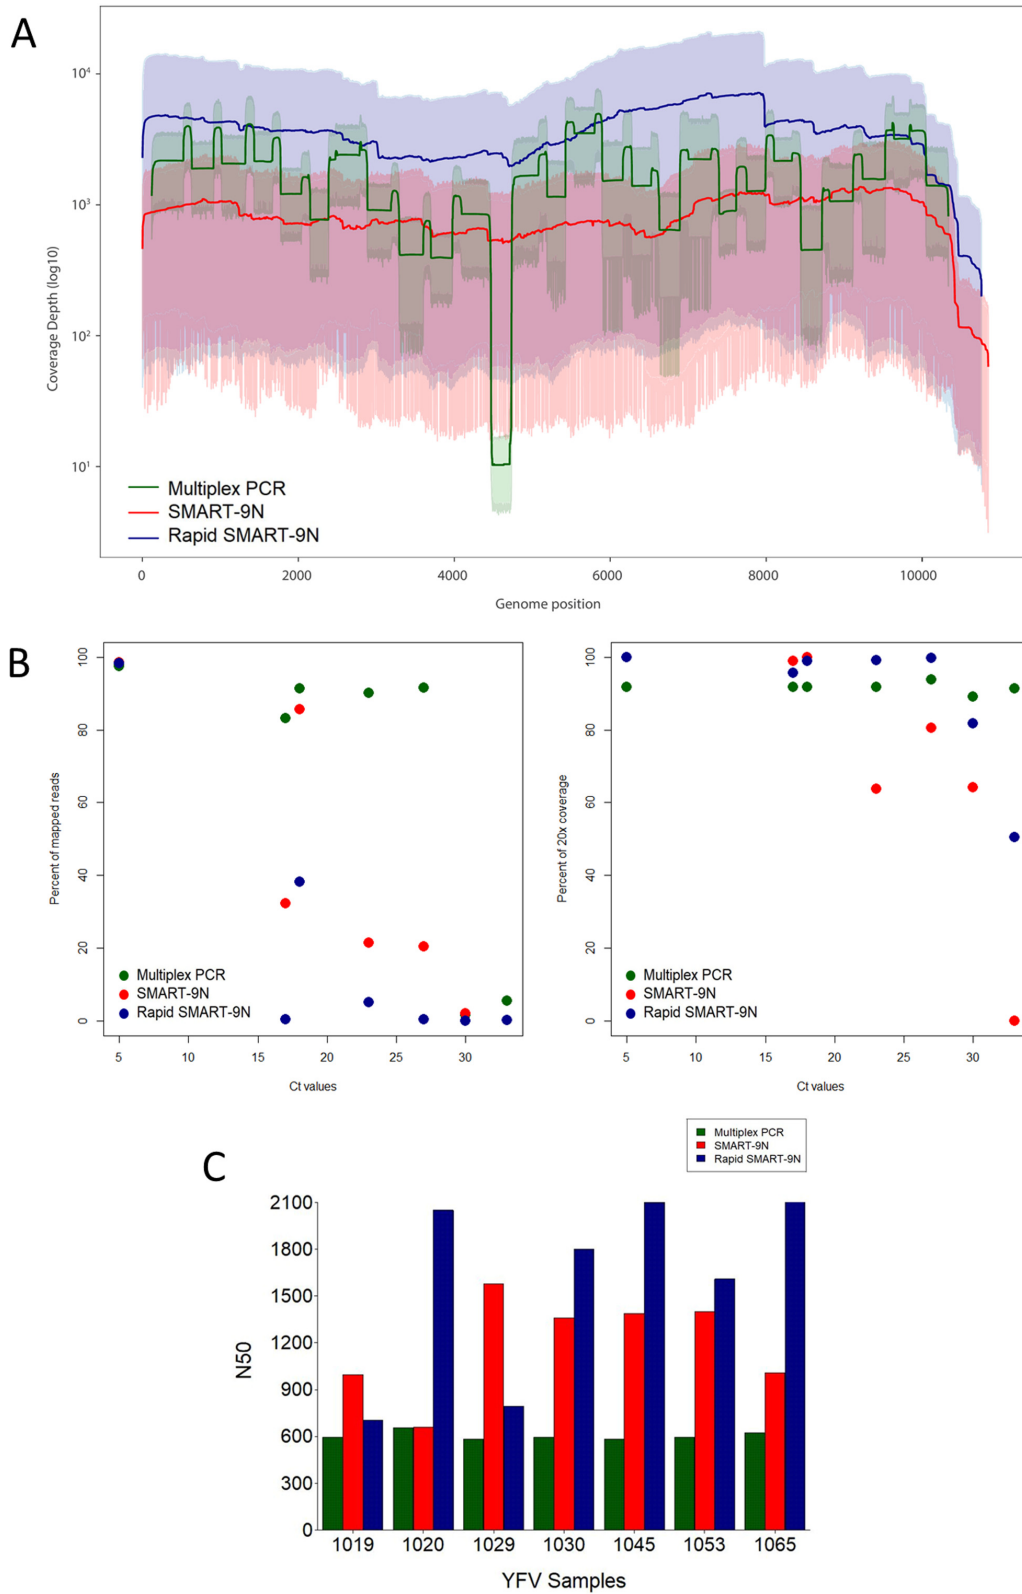 A
Coverage Depth (log10)
10⁴
10³
10²
10¹
Multiplex PCR
SMART-9N
Rapid SMART-9N
0 2000 4000 6000 8000 10000
Genome position
B
Percent of mapped reads
100
80
60
40
20
0
Multiplex PCR
SMART-9N
Rapid SMART-9N
5 10 15 20 25 30
Ct values
Percent of 20x coverage
100
80
60
40
20
0
Multiplex PCR
SMART-9N
Rapid SMART-9N
5 10 15 20 25 30
Ct values
C
Multiplex PCR
SMART-9N
Rapid SMART-9N
N50
2100
1800
1500
1200
900
600
300
0
1019 1020 1029 1030 1045 1053 1065
YFV Samples